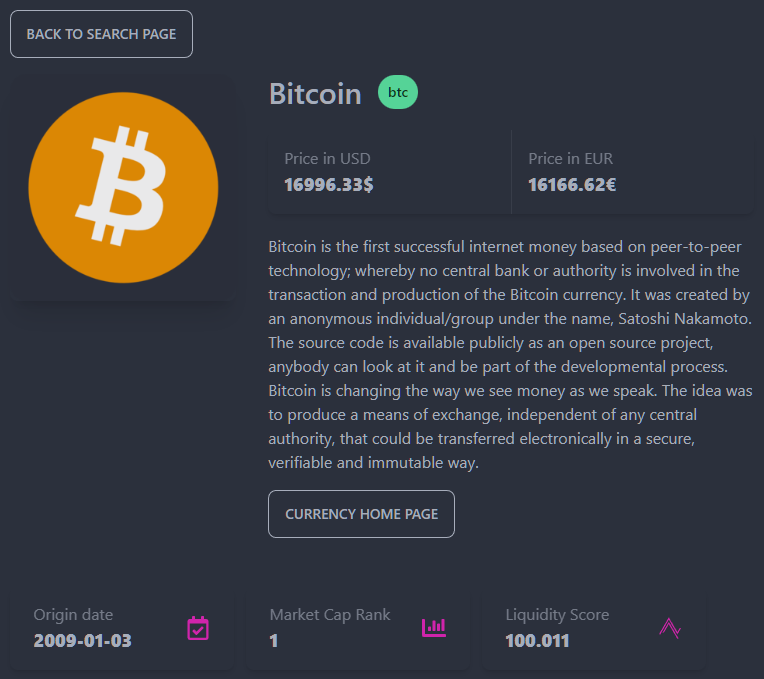 BACK TO SEARCH PAGE
Bitcoin btc
Price in USD
16996.33$
Price in EUR
16166.62€
Bitcoin is the first successful internet money based on peer-to-peer
technology; whereby no central bank or authority is involved in the
transaction and production of the Bitcoin currency. It was created by
an anonymous individual/group under the name, Satoshi Nakamoto.
The source code is available publicly as an open source project,
anybody can look at it and be part of the developmental process.
Bitcoin is changing the way we see money as we speak. The idea was
to produce a means of exchange, independent of any central
authority, that could be transferred electronically in a secure,
verifiable and immutable way.
CURRENCY HOME PAGE
Origin date
2009-01-03
Market Cap Rank
1
Liquidity Score
100.011